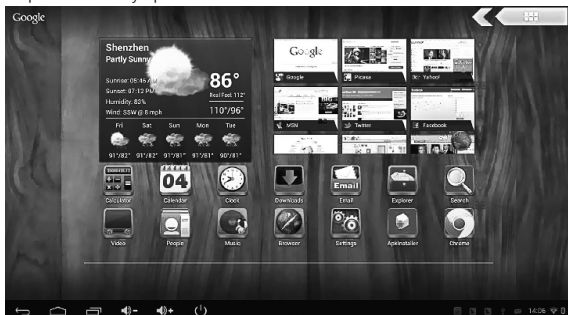 Google
Shenzhen
Partly Sunny
Sunrise: 05:45 AM
Sunset: 07:12 PM
Humidity: 83%
Wind: SSW @ 8 mph
86°
Real Feel: 112°
110°/96°
Fri Sat Sun Mon Tue
91°/82° 91°/82° 91°/81° 91°/81° 90°/81°
Google Picasa Yahoo!
MSN Twitter Facebook
Calculator Calendar Clock Downloads Email Explorer Search
04
Email
Video People Music Browser Settings ApkInstaller Chrome
14:06